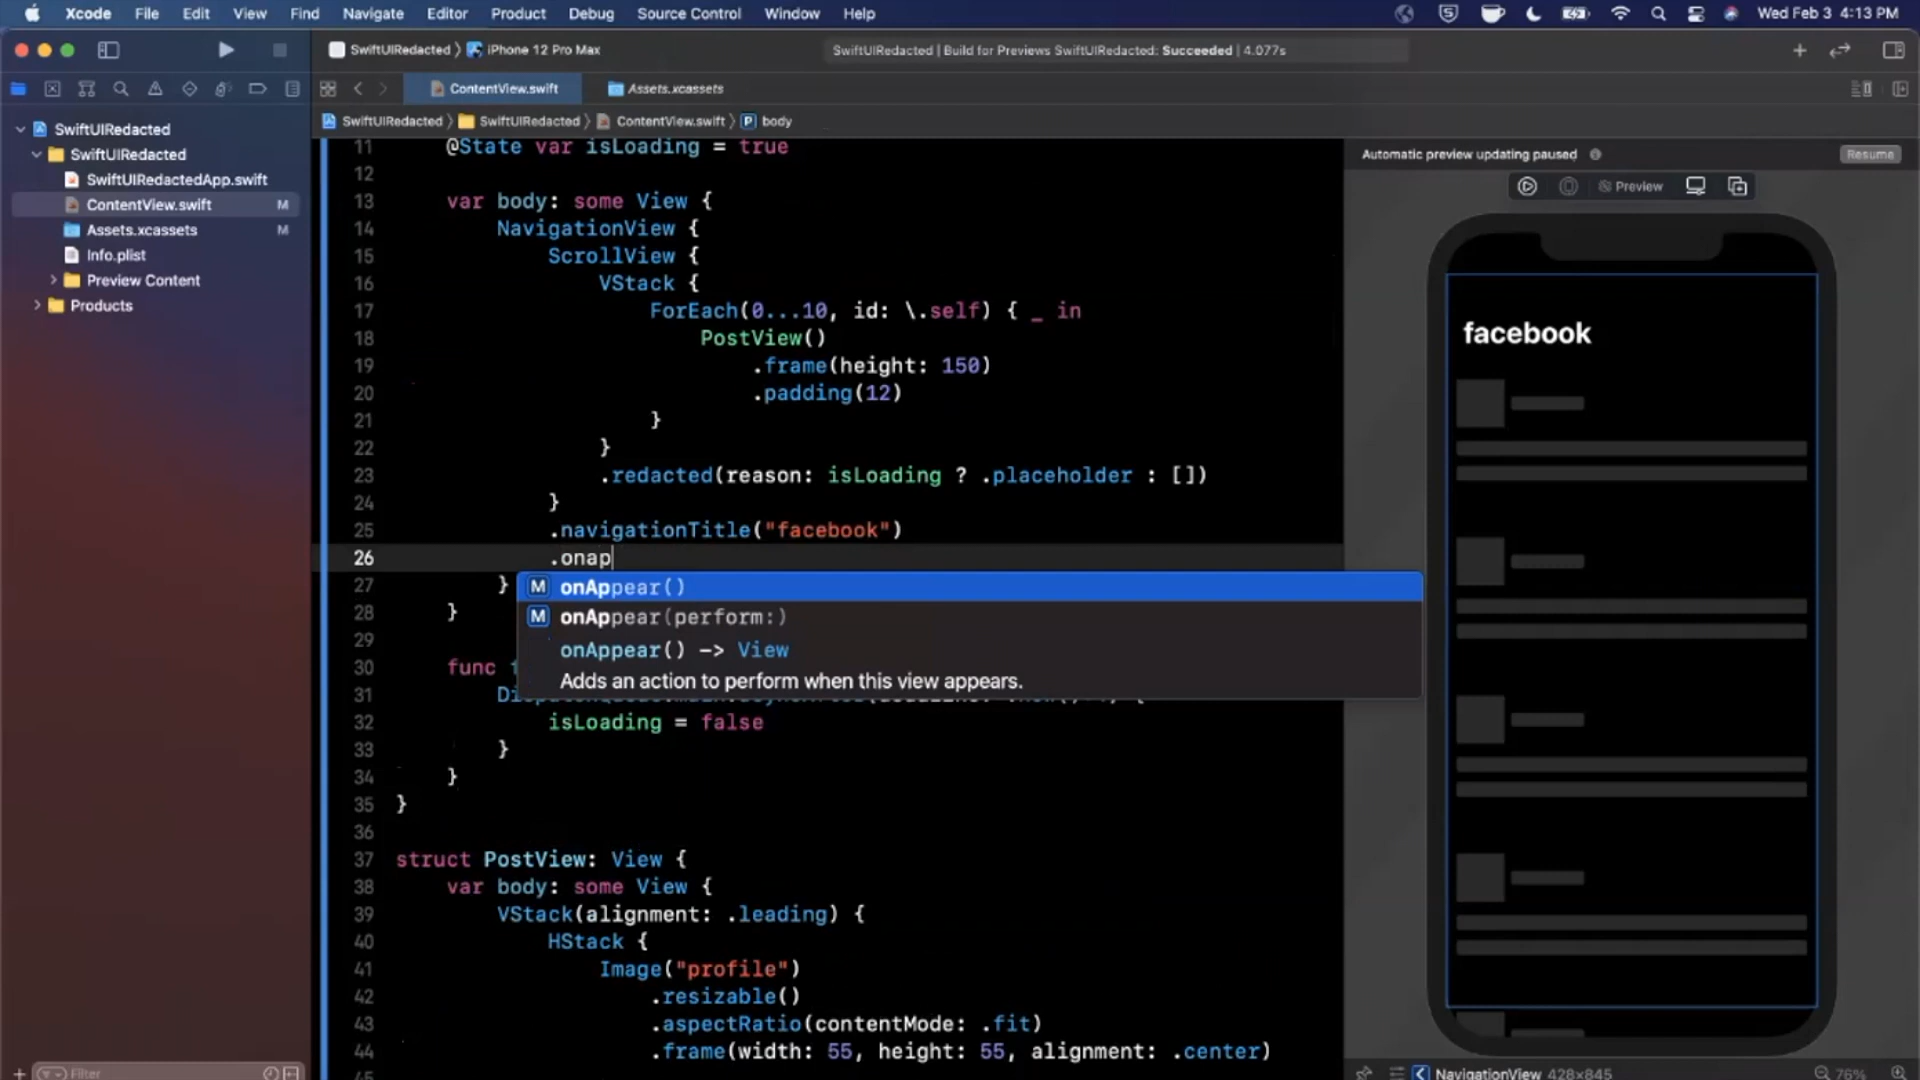 Xcode File Edit View Find Navigate Editor Product Debug Source Control Window Help Wed Feb 3 4:13 PM
SwiftUIRedacted iPhone 12 Pro Max SwiftUIRedacted | Build for Previews SwiftUIRedacted: Succeeded | 4.077s
ContentView.swift Assets.xcassets
SwiftUIRedacted SwiftUIRedacted ContentView.swift P body
SwiftUIRedacted
SwiftUIRedacted
SwiftUIRedactedApp.swift
ContentView.swift M
Assets.xcassets M
Info.plist
Preview Content
Products
Filter
11 @State var isLoading = true
12
13 var body: some View {
14 NavigationView {
15 ScrollView {
16 VStack {
17 ForEach(0...10, id: \.self) { _ in
18 PostView()
19 .frame(height: 150)
20 .padding(12)
21 }
22 }
23 .redacted(reason: isLoading ? .placeholder : [])
24 }
25 .navigationTitle("facebook")
26 .onap
M onAppear()
27 }
M onAppear(perform:)
28 }
onAppear() -> View
29
Adds an action to perform when this view appears.
30 func
31
32 isLoading = false
33 }
34 }
35 }
36
37 struct PostView: View {
38 var body: some View {
39 VStack(alignment: .leading) {
40 HStack {
41 Image("profile")
42 .resizable()
43 .aspectRatio(contentMode: .fit)
44 .frame(width: 55, height: 55, alignment: .center)
45
Automatic preview updating paused Resume
Preview
facebook
NavigationView 428×845 76%